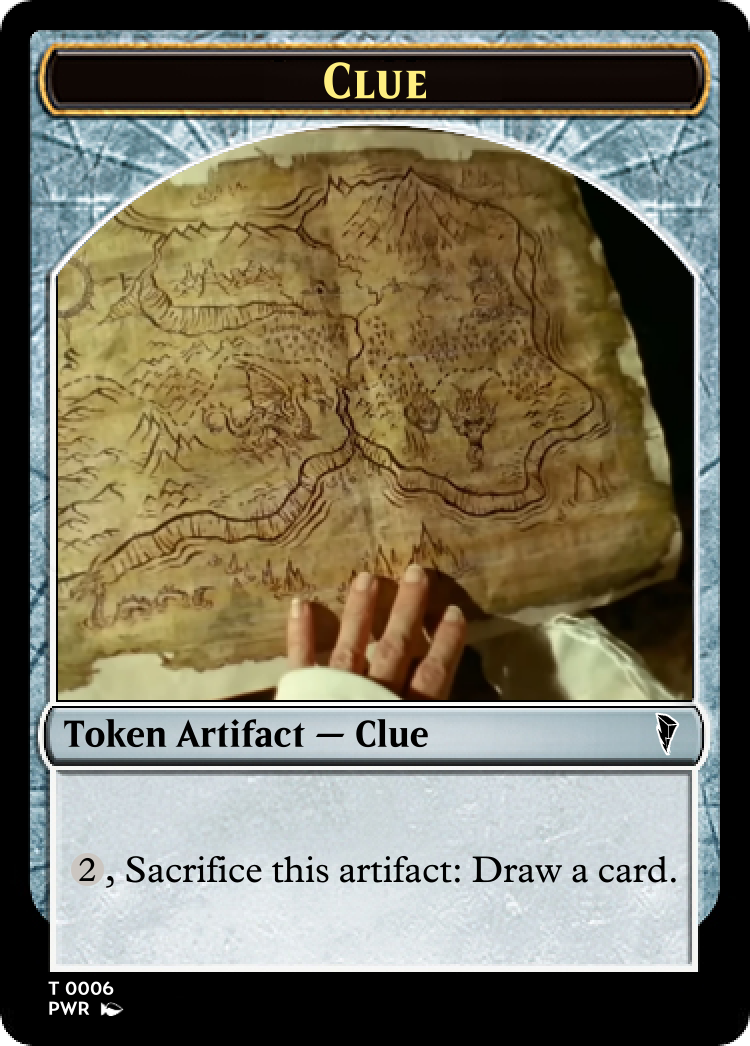 CLUE
Token Artifact — Clue
2, Sacrifice this artifact: Draw a card.
T 0006
PWR